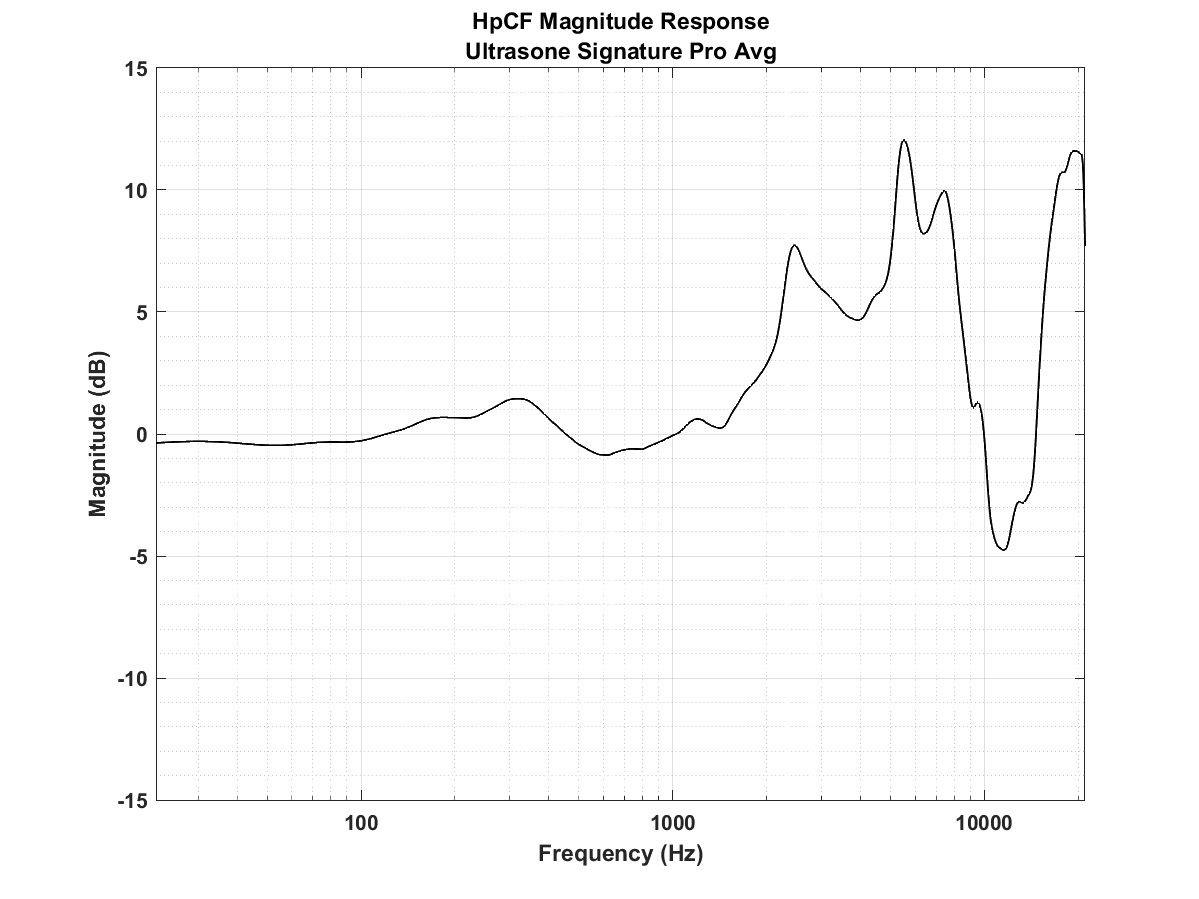 HpCF Magnitude Response
Ultrasone Signature Pro Avg
15
10
5
0
-5
-10
-15
Magnitude (dB)
100 1000 10000
Frequency (Hz)